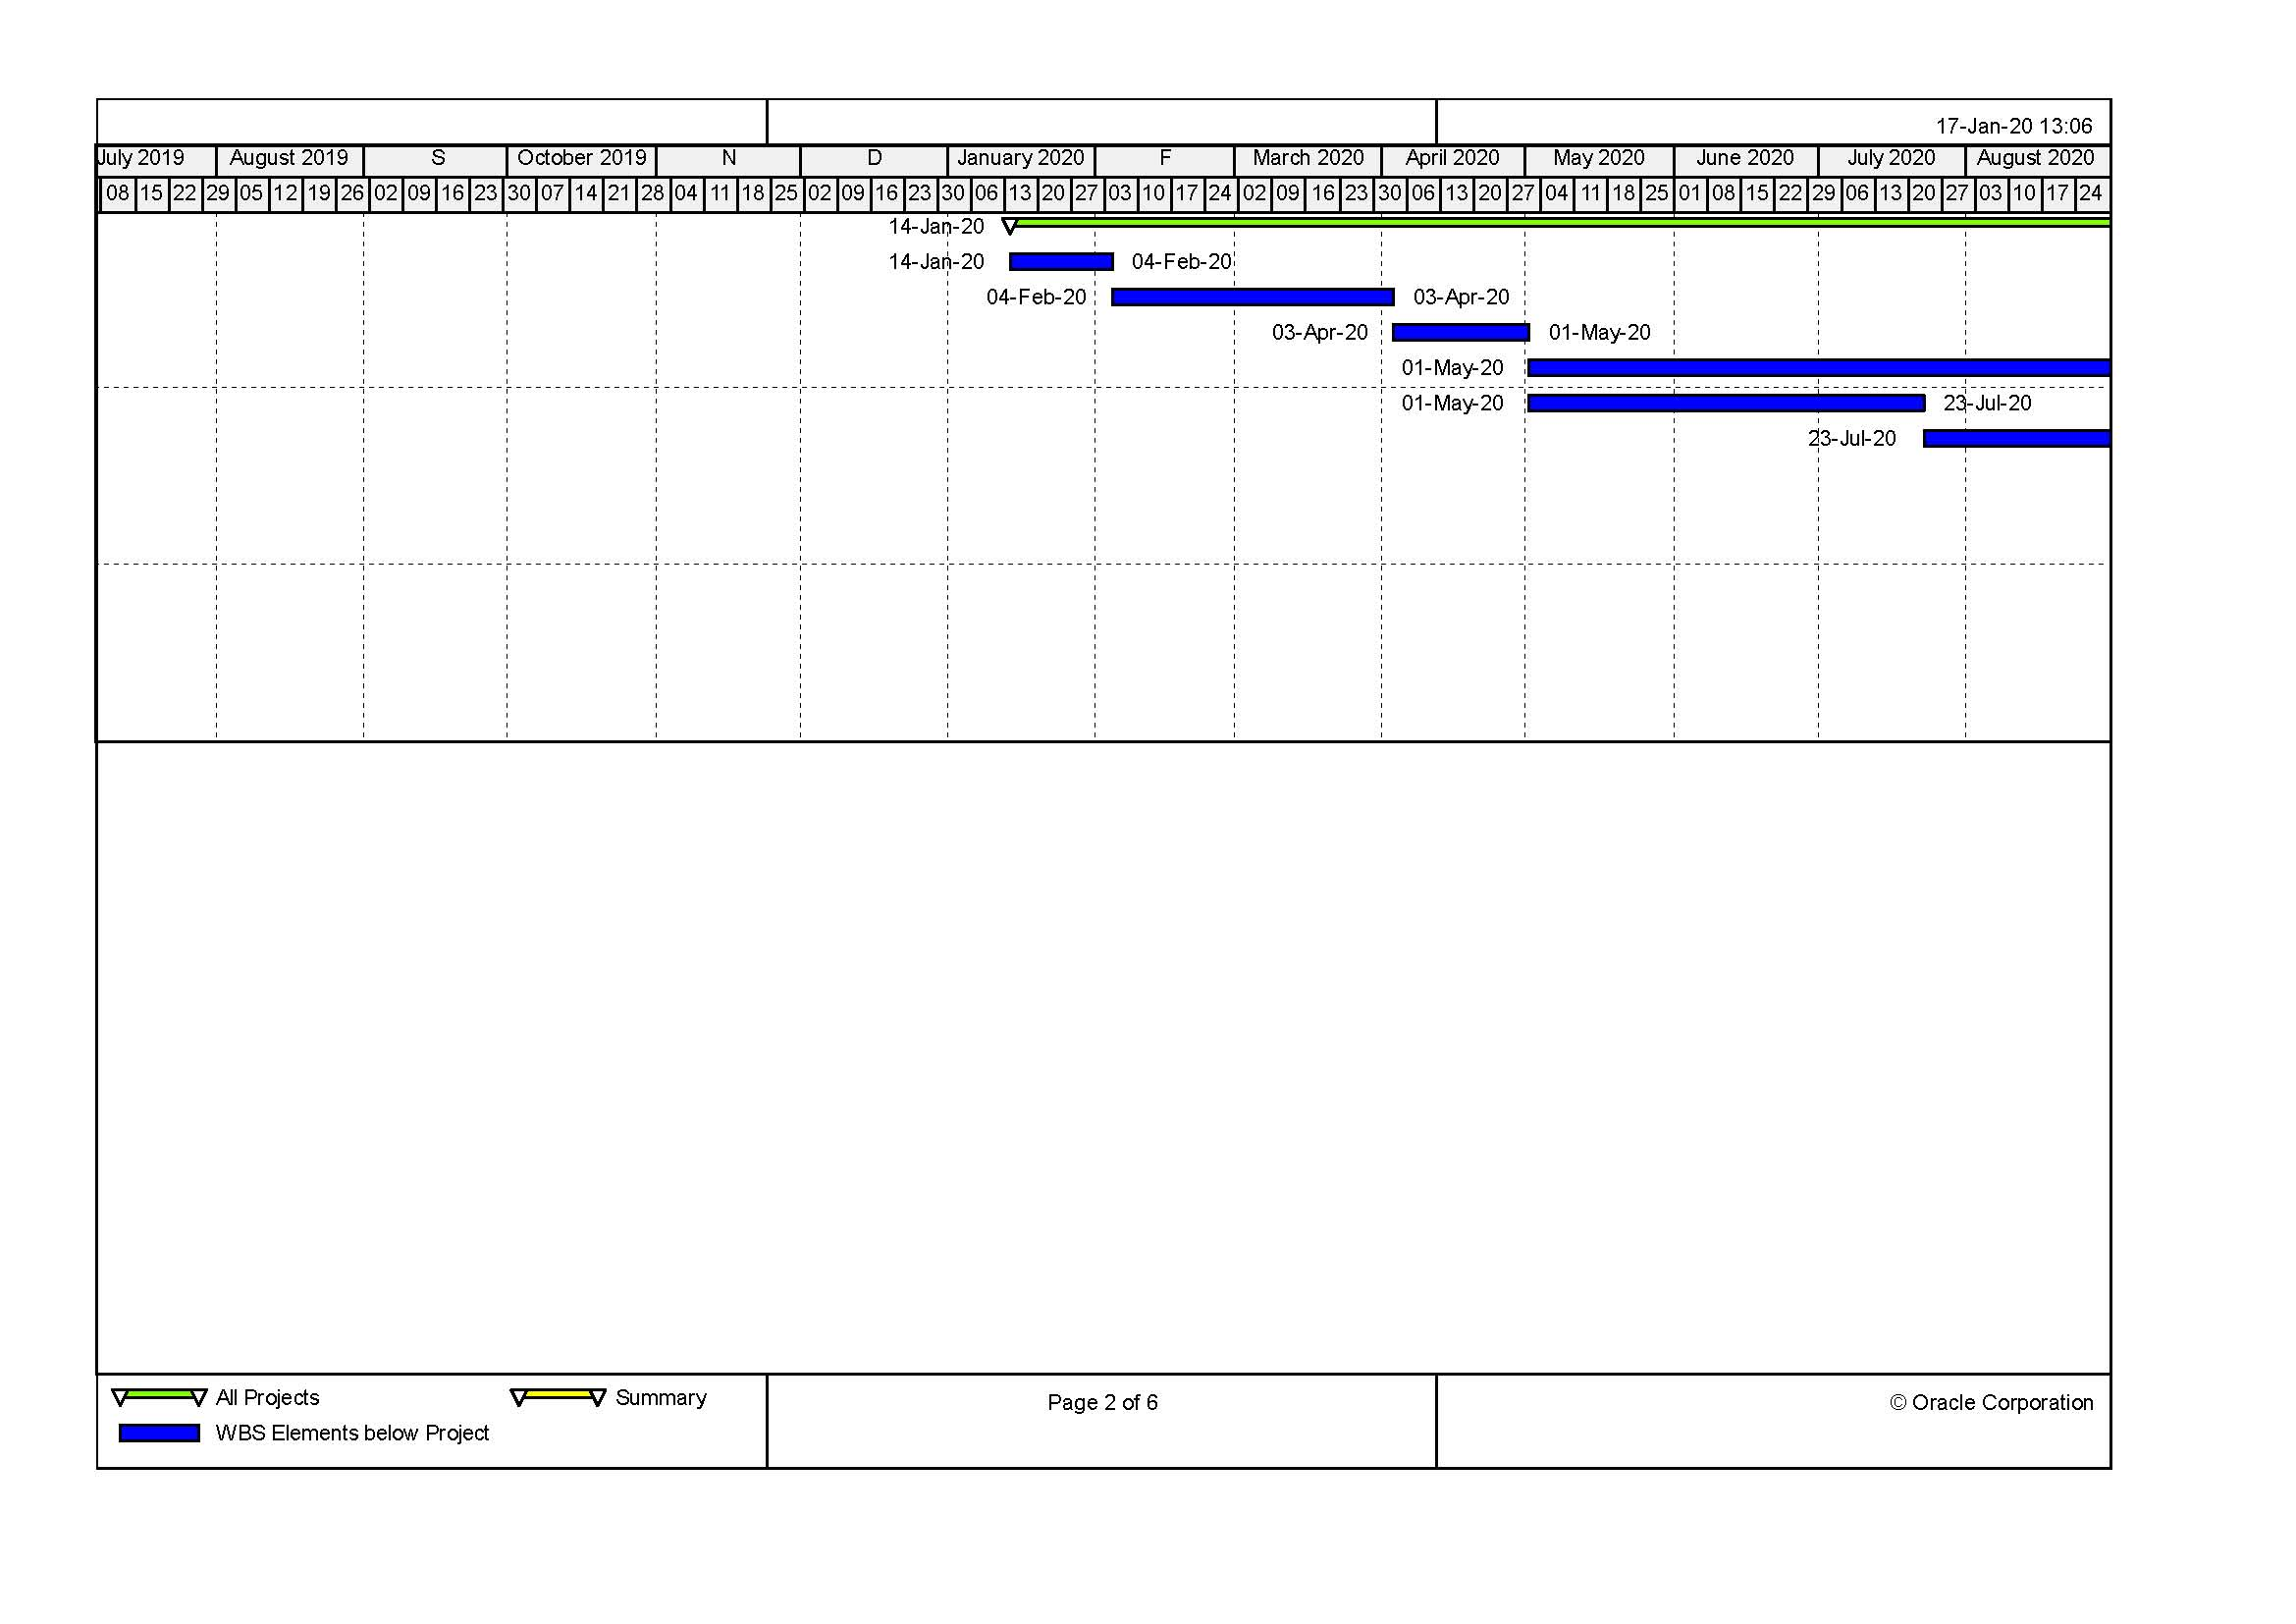 17-Jan-20 13:06
July 2019 August 2019 S October 2019 N D January 2020 F March 2020 April 2020 May 2020 June 2020 July 2020 August 2020
08 15 22 29 05 12 19 26 02 09 16 23 30 07 14 21 28 04 11 18 25 02 09 16 23 30 06 13 20 27 03 10 17 24 02 09 16 23 30 06 13 20 27 04 11 18 25 01 08 15 22 29 06 13 20 27 03 10 17 24
14-Jan-20
14-Jan-20 04-Feb-20
04-Feb-20 03-Apr-20
03-Apr-20 01-May-20
01-May-20
01-May-20 23-Jul-20
23-Jul-20
All Projects Summary Page 2 of 6 © Oracle Corporation
WBS Elements below Project